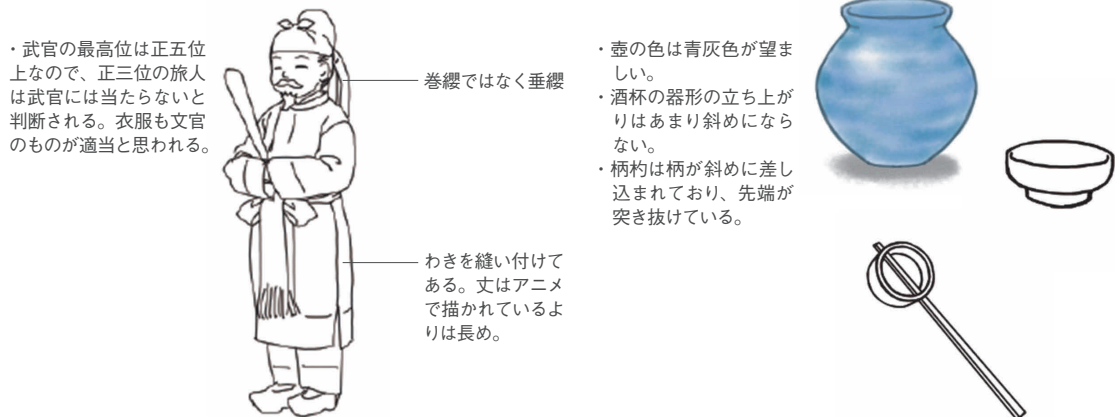 ・武官の最高位は正五位
上なので、正三位の旅人
は武官には当たらないと
判断される。衣服も文官
のものが適当と思われる。
巻纓ではなく垂纓
わきを縫い付けて
ある。丈はアニメ
で描かれているよ
りは長め。
・壺の色は青灰色が望ま
しい。
・酒杯の器形の立ち上が
りはあまり斜めになら
ない。
・柄杓は柄が斜めに差し
込まれており、先端が
突き抜けている。